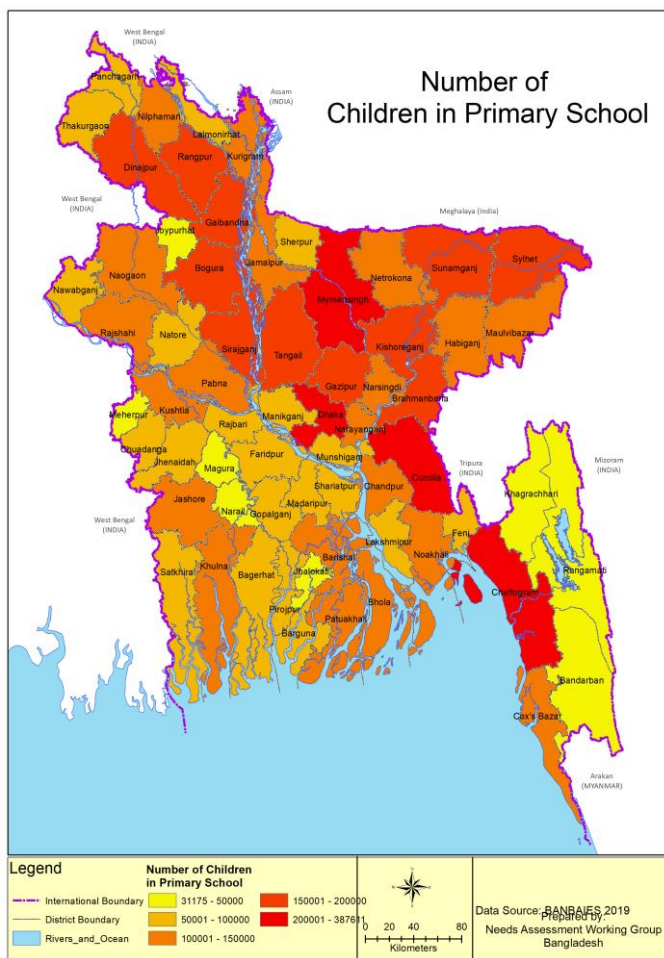 Number of
Children in Primary School
West Bengal
(INDIA)
Assam
(INDIA)
Panchagarh
Thakurgaon
Nilphamari
Lalmonirhat
Kurigram
Rangpur
Dinajpur
West Bengal
(INDIA)
Meghalaya (India)
Gaibandha
Joypurhat
Sherpur
Jamalpur
Bogura
Naogaon
Nawabganj
Mymensingh
Netrokona
Sunamganj
Sylhet
Rajshahi
Natore
Sirajganj
Tangail
Kishoreganj
Habiganj
Maulvibazar
Pabna
Gazipur
Narsingdi
Brahmanbaria
Meherpur
Kushtia
Manikganj
Dhaka
Narayanganj
Rajbari
Chuadanga
Jhenaidah
Faridpur
Munshiganj
Cumilla
Tripura
(INDIA)
Mizoram
(INDIA)
Magura
Shariatpur
Chandpur
Khagrachhari
Madaripur
Jashore
Narail
Gopalganj
West Bengal
(INDIA)
Lakshmipur
Feni
Noakhali
Barishal
Khulna
Satkhira
Bagerhat
Jhalokati
Rangamati
Chattogram
Bhola
Pirojpur
Patuakhali
Barguna
Bandarban
Cox's Bazar
Arakan
(MYANMAR)
Legend
International Boundary
District Boundary
Rivers_and_Ocean
Number of Children
in Primary School
31175 - 50000
50001 - 100000
100001 - 150000
150001 - 200000
200001 - 387611
0 20 40 80
Kilometers
Data Source: BANBAIES 2019
Prepared by:
Needs Assessment Working Group
Bangladesh